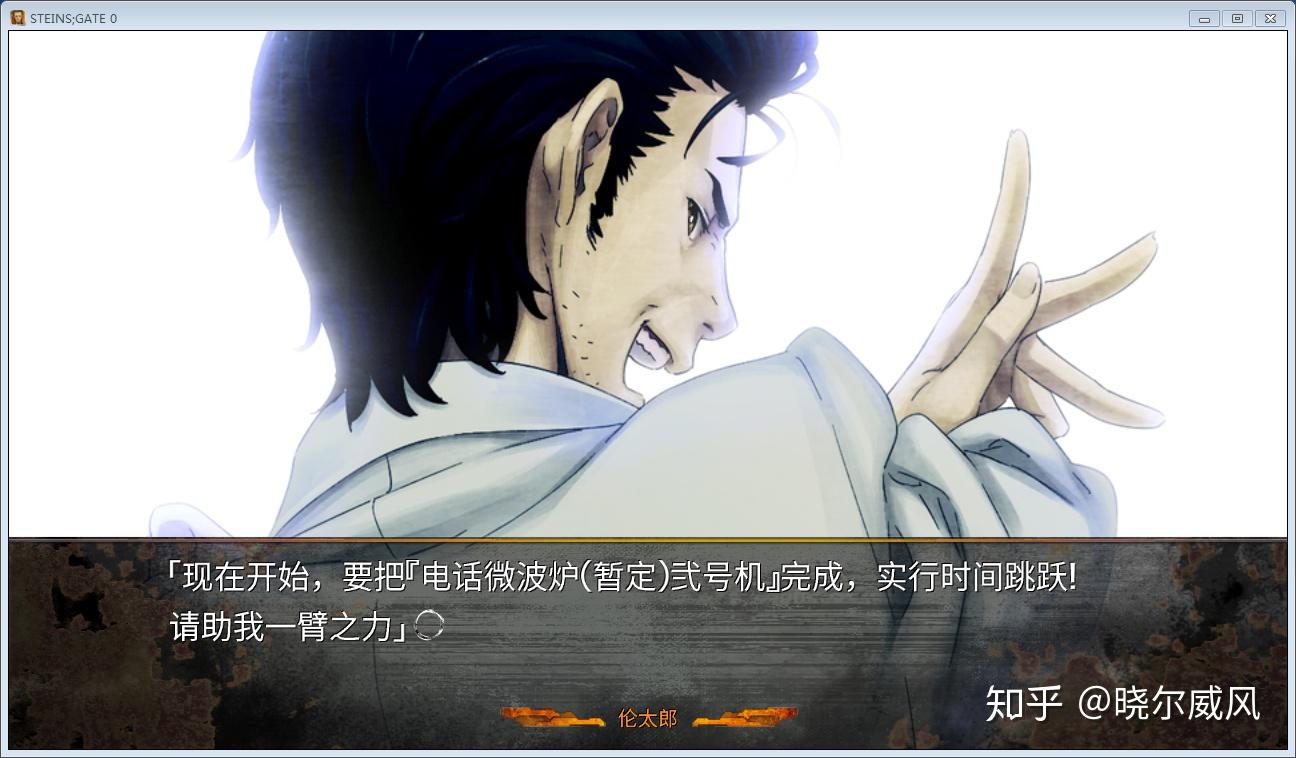 STEINS;GATE 0
「现在开始，要把『电话微波炉(暂定)弐号机』完成，实行时间跳跃!
请助我一臂之力」
伦太郎
知乎 @晓尔威风